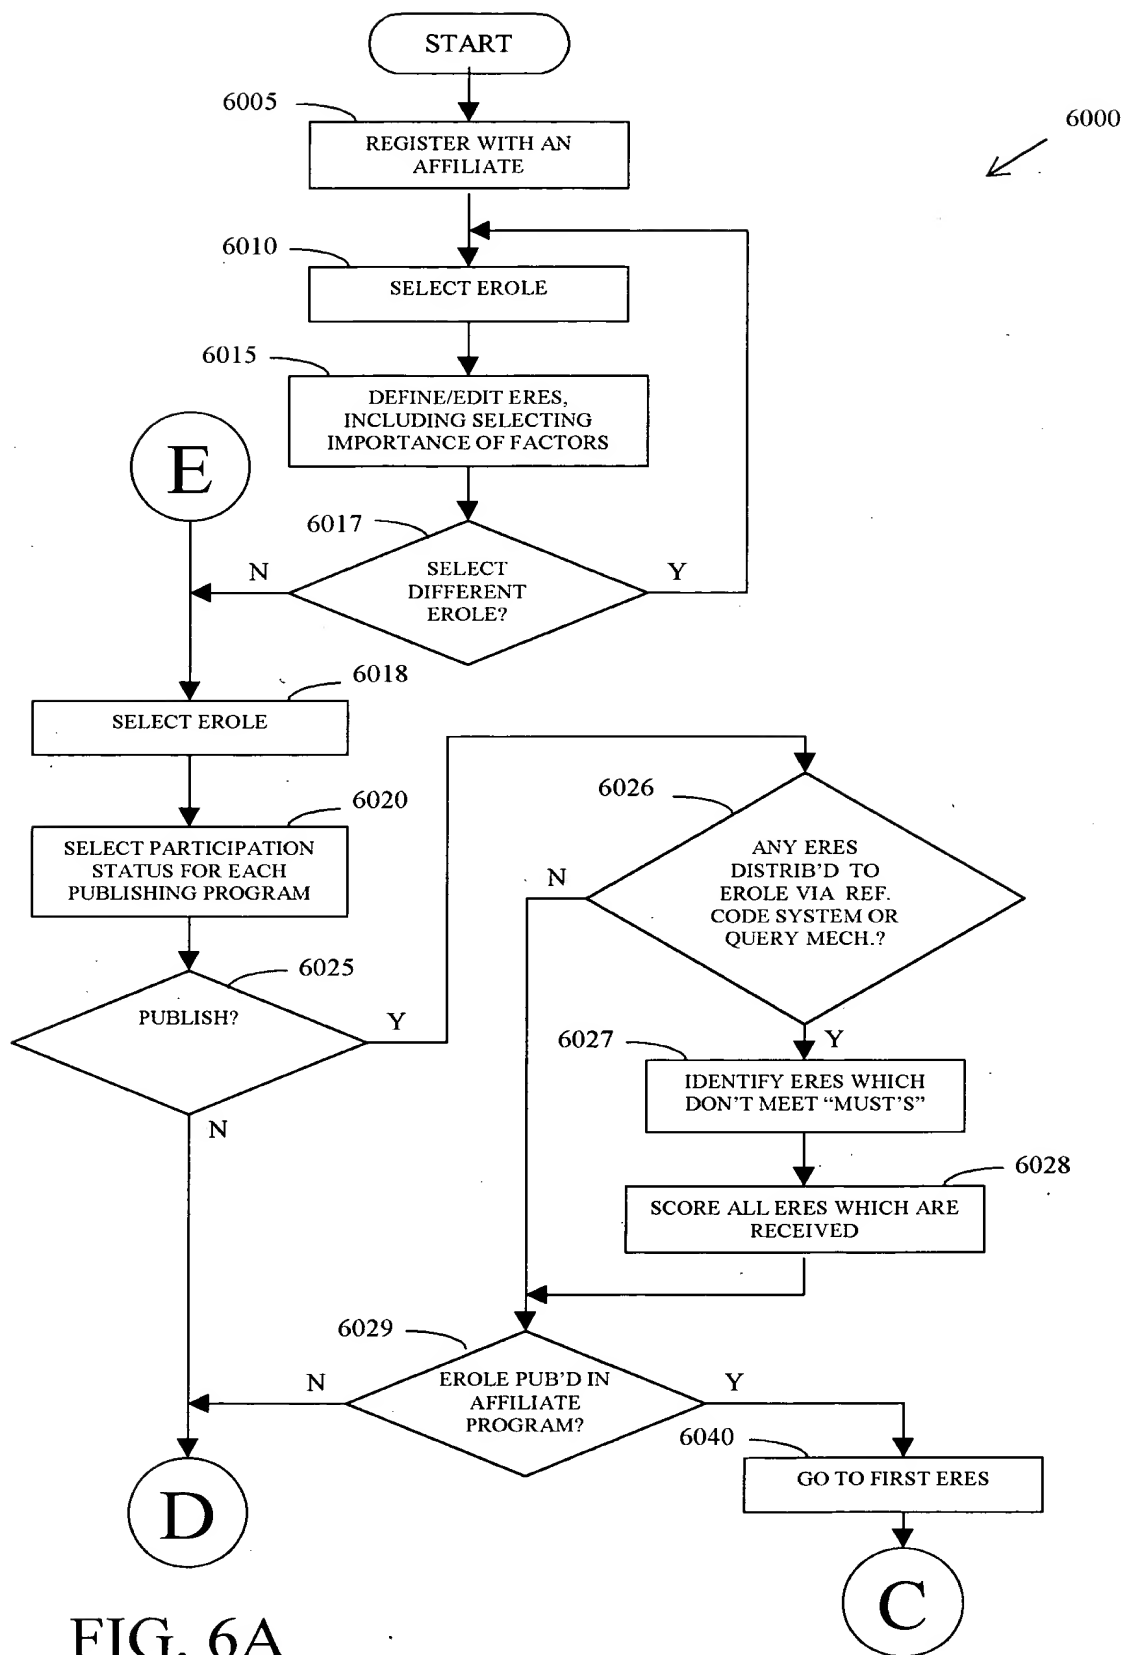 START
6005
REGISTER WITH AN
AFFILIATE
6000
6010
SELECT EROLE
6015
DEFINE/EDIT ERES,
INCLUDING SELECTING
IMPORTANCE OF FACTORS
E
6017
SELECT
DIFFERENT
EROLE?
N
Y
6018
SELECT EROLE
6020
SELECT PARTICIPATION
STATUS FOR EACH
PUBLISHING PROGRAM
6025
PUBLISH?
Y
N
6026
ANY ERES
DISTRIB'D TO
EROLE VIA REF.
CODE SYSTEM OR
QUERY MECH.?
N
Y
6027
IDENTIFY ERES WHICH
DON'T MEET “MUST'S”
6028
SCORE ALL ERES WHICH ARE
RECEIVED
6029
EROLE PUB'D IN
AFFILIATE
PROGRAM?
N
Y
6040
GO TO FIRST ERES
D
C
FIG. 6A